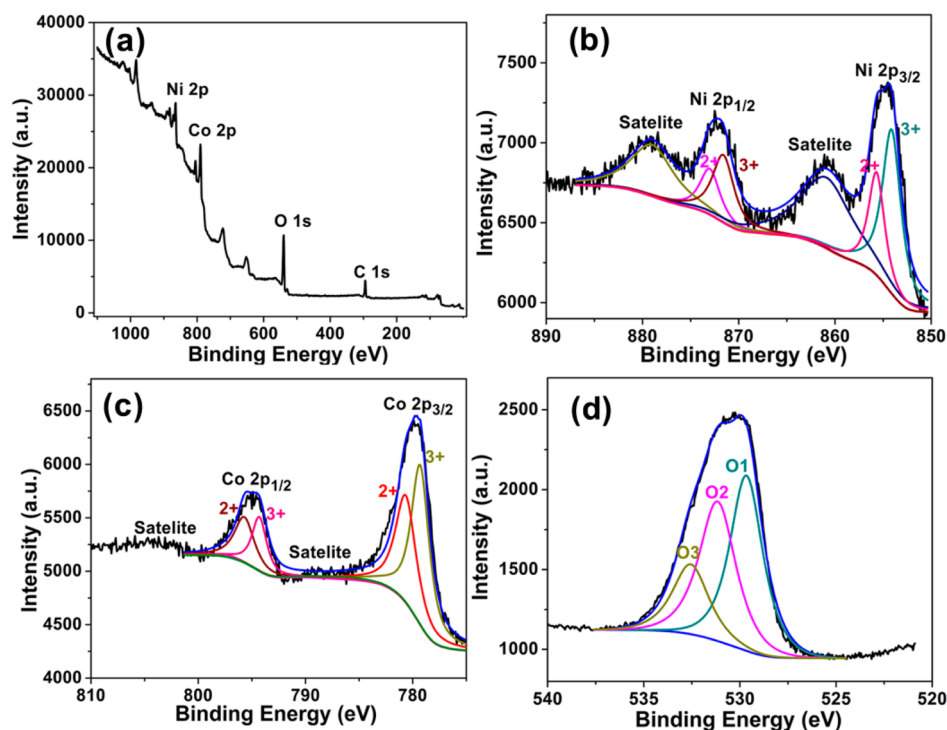 (a)
40000
30000
20000
10000
0
Intensity (a.u.)
Ni 2p
Co 2p
O 1s
C 1s
1000 800 600 400 200
Binding Energy (eV)
(b)
7500
7000
6500
6000
Intensity (a.u.)
Ni 2p3/2
Ni 2p1/2
Satelite
Satelite
2+
3+
2+
3+
890 880 870 860 850
Binding Energy (eV)
(c)
6500
6000
5500
5000
4500
4000
Intensity (a.u.)
Co 2p3/2
Co 2p1/2
Satelite
Satelite
2+
3+
2+
3+
810 800 790 780
Binding Energy (eV)
(d)
2500
2000
1500
1000
Intensity (a.u.)
O1
O2
O3
540 535 530 525 520
Binding Energy (eV)